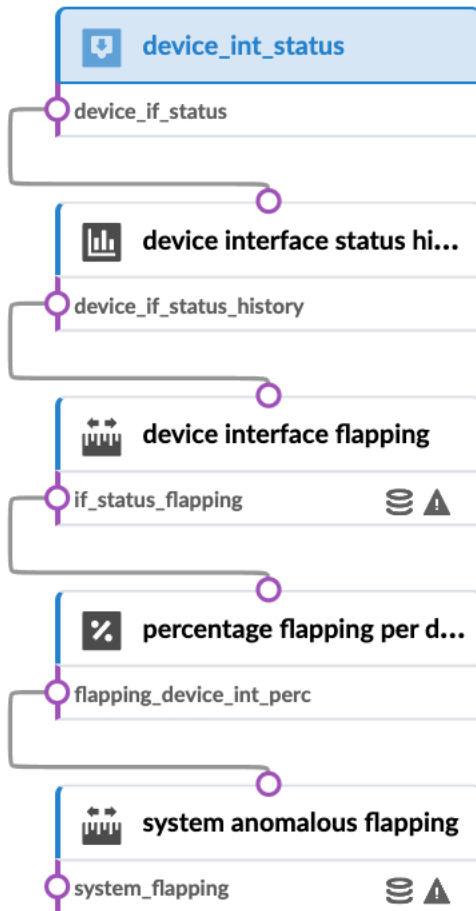 device_int_status
device_if_status
device interface status hi...
device_if_status_history
device interface flapping
if_status_flapping
percentage flapping per d...
flapping_device_int_perc
system anomalous flapping
system_flapping